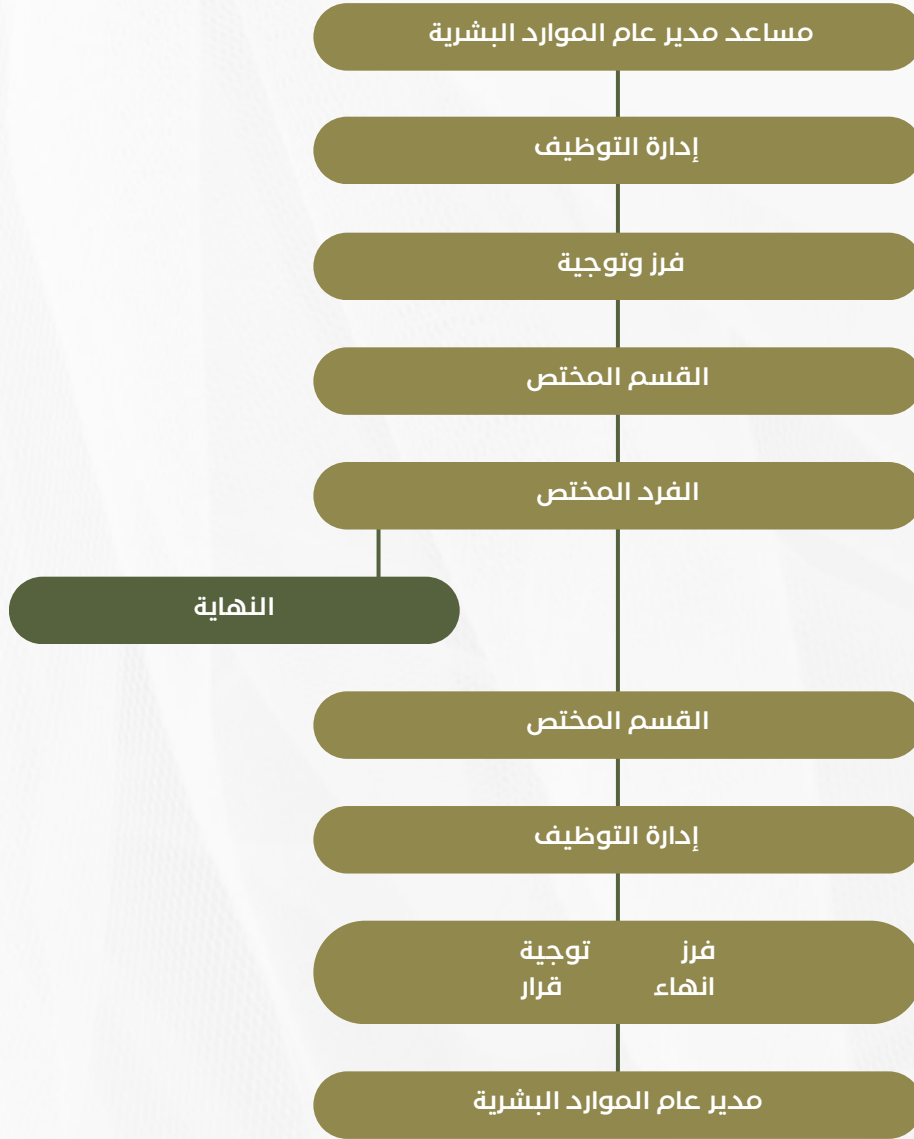 مساعد مدير عام الموارد البشرية
إدارة التوظيف
فرز وتوجية
القسم المختص
الفرد المختص
النهاية
القسم المختص
إدارة التوظيف
فرز توجية
انهاء قرار
مدير عام الموارد البشرية